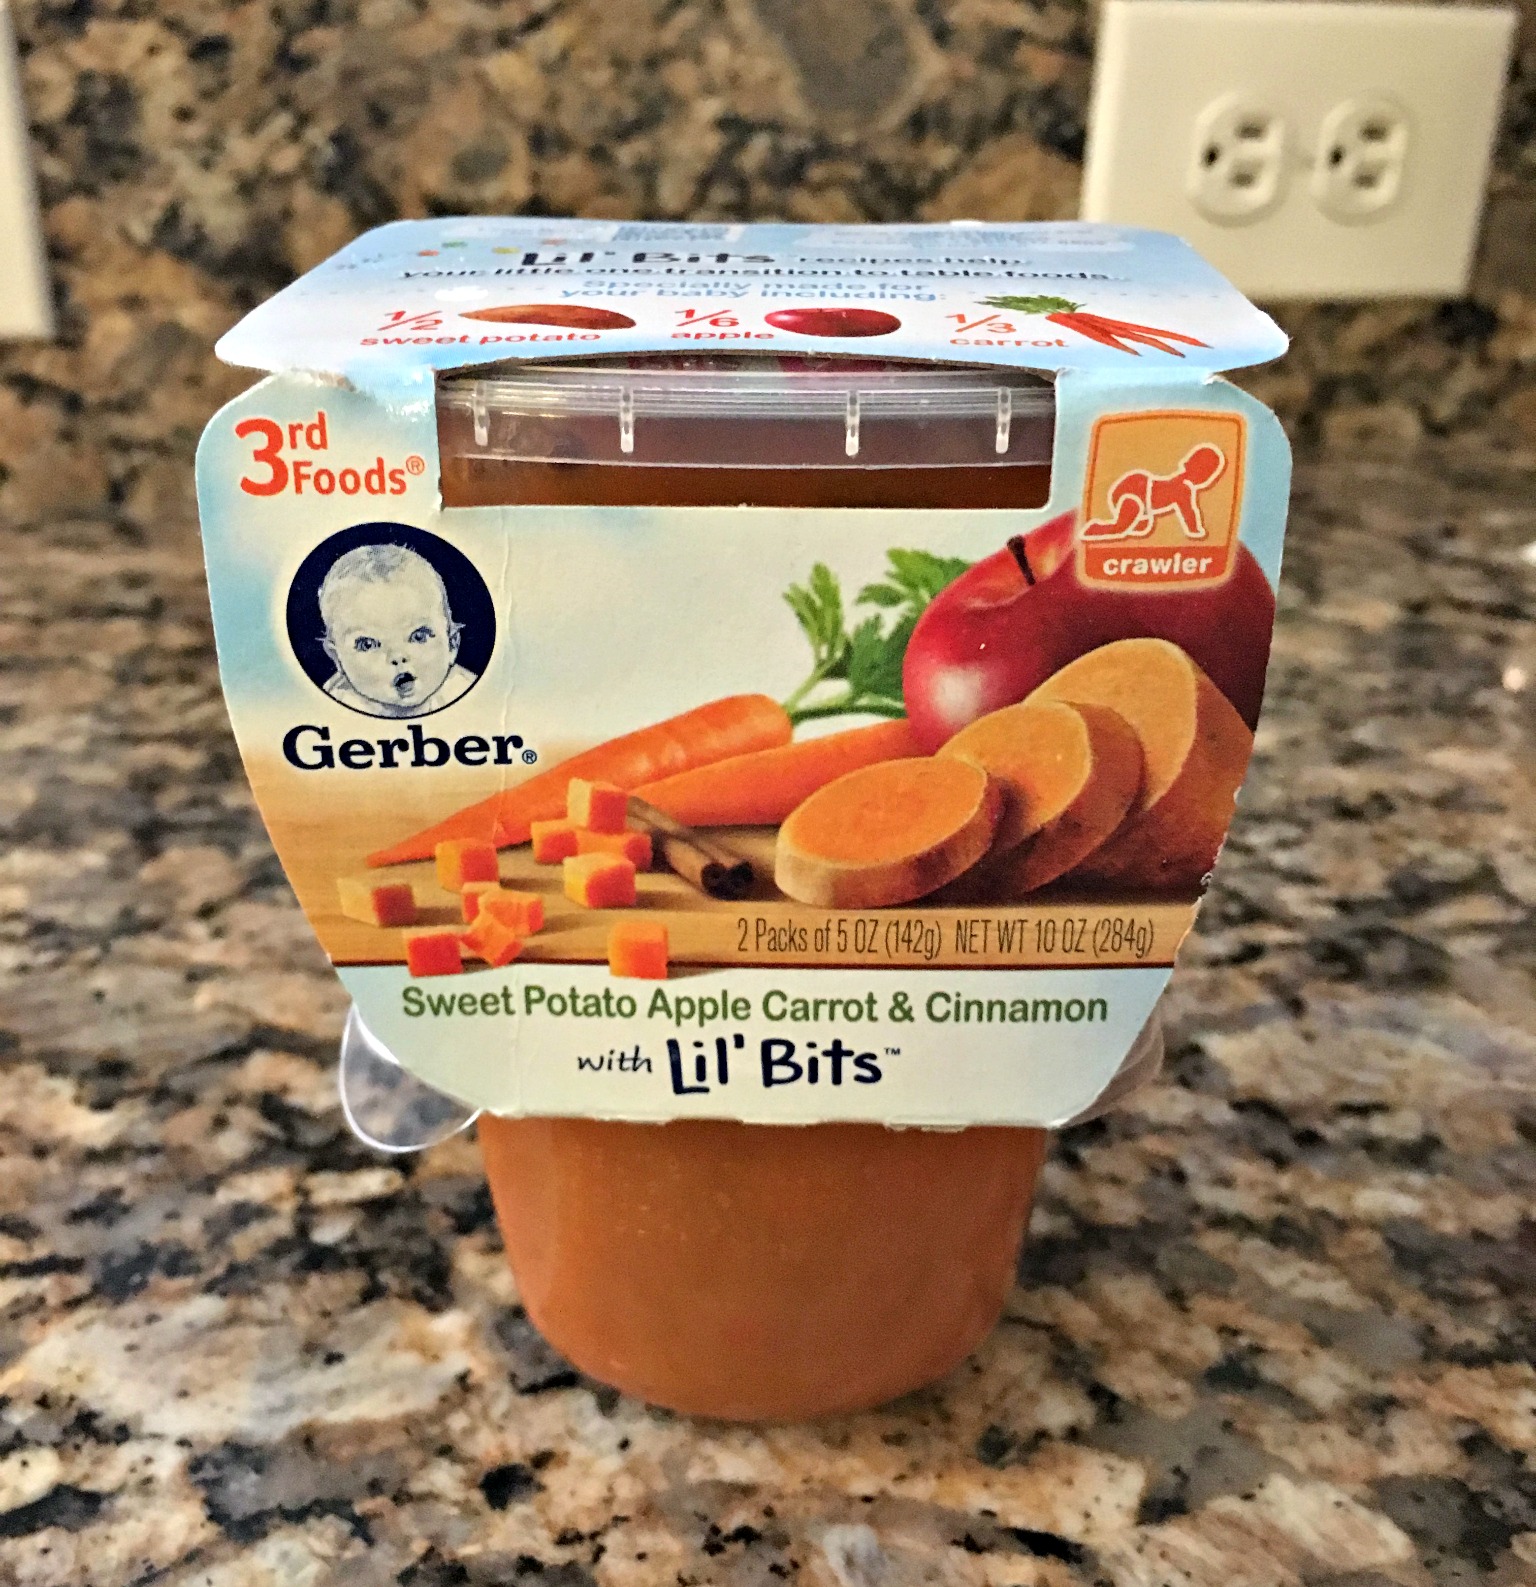 Lil' Bits recipes help
your little one transition to table foods.
Specially made for
your baby including:
1/2 sweet potato
1/6 apple
1/3 carrot
3rd
Foods®
crawler
Gerber®
2 Packs of 5 OZ (142g) NET WT 10 OZ (284g)
Sweet Potato Apple Carrot & Cinnamon
with Lil' Bits™